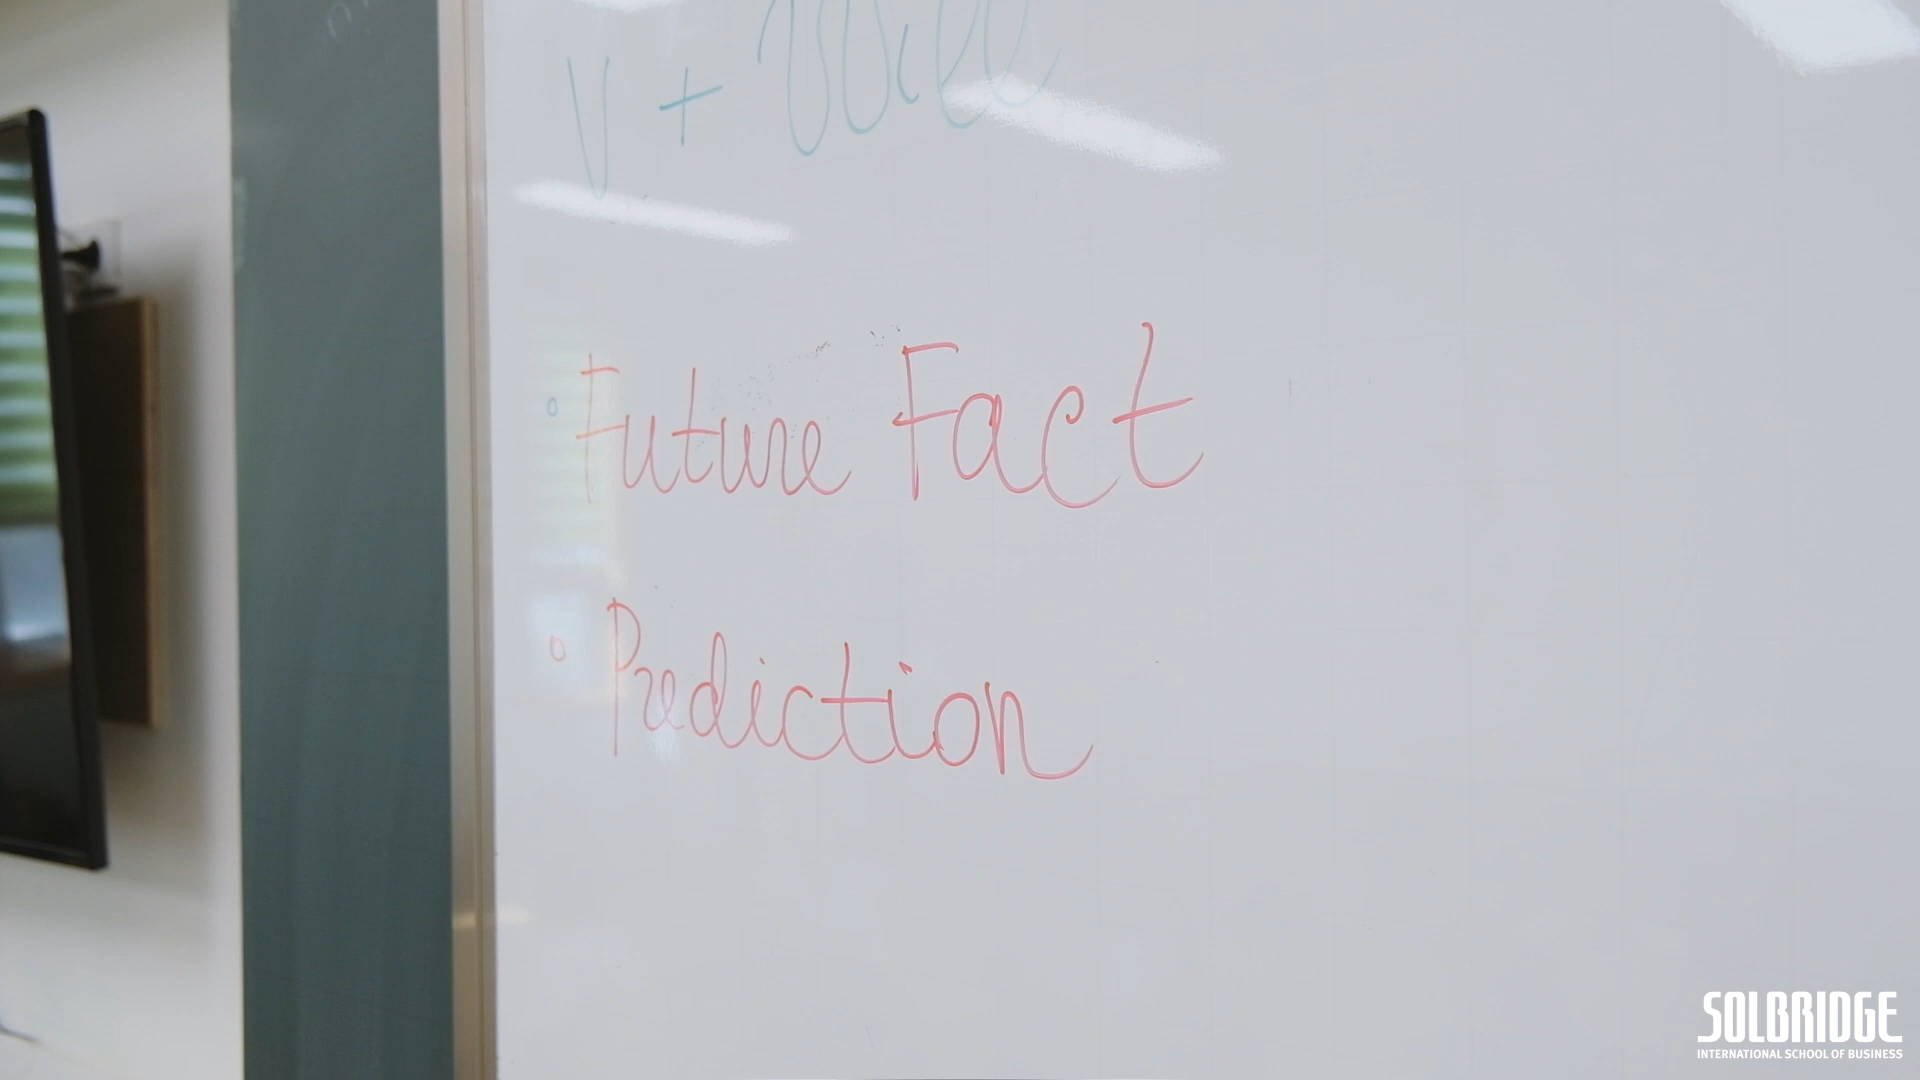 V + Will
• Future Fact
• Prediction
SOLBRIDGE
INTERNATIONAL SCHOOL OF BUSINESS